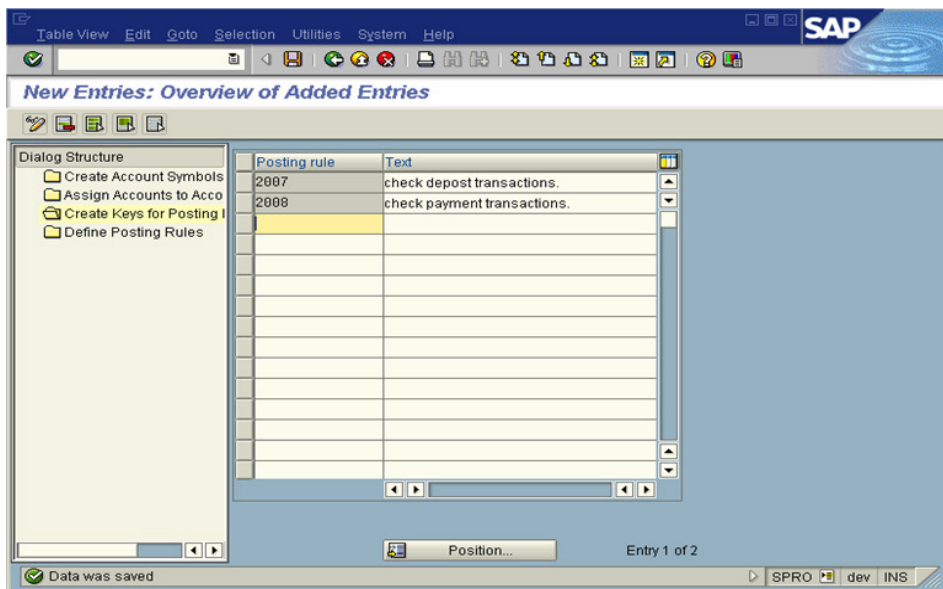 Table View Edit Goto Selection Utilities System Help
SAP
New Entries: Overview of Added Entries
Dialog Structure
Create Account Symbols
Assign Accounts to Acco
Create Keys for Posting
Define Posting Rules
Posting rule Text
2007 check depost transactions.
2008 check payment transactions.
Position... Entry 1 of 2
Data was saved SPRO dev INS